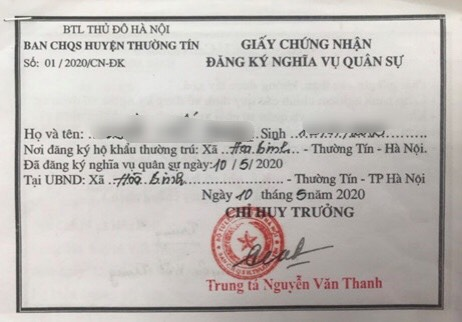 BTL THỦ ĐÔ HÀ NỘI
BAN CHQS HUYỆN THƯỜNG TÍN
Số: 01/2020/CN-ĐK
GIẤY CHỨNG NHẬN
ĐĂNG KÝ NGHĨA VỤ QUÂN SỰ
Họ và tên: Sinh
Nơi đăng ký hộ khẩu thường trú: Xã Hòa bình - Thường Tín - Hà Nội.
Đã đăng ký nghĩa vụ quân sự ngày: 10/5/2020
Tại UBND: Xã Hòa bình - Thường Tín - TP Hà Nội
Ngày 10 tháng 5 năm 2020
CHỈ HUY TRƯỞNG
Trung tá Nguyễn Văn Thanh